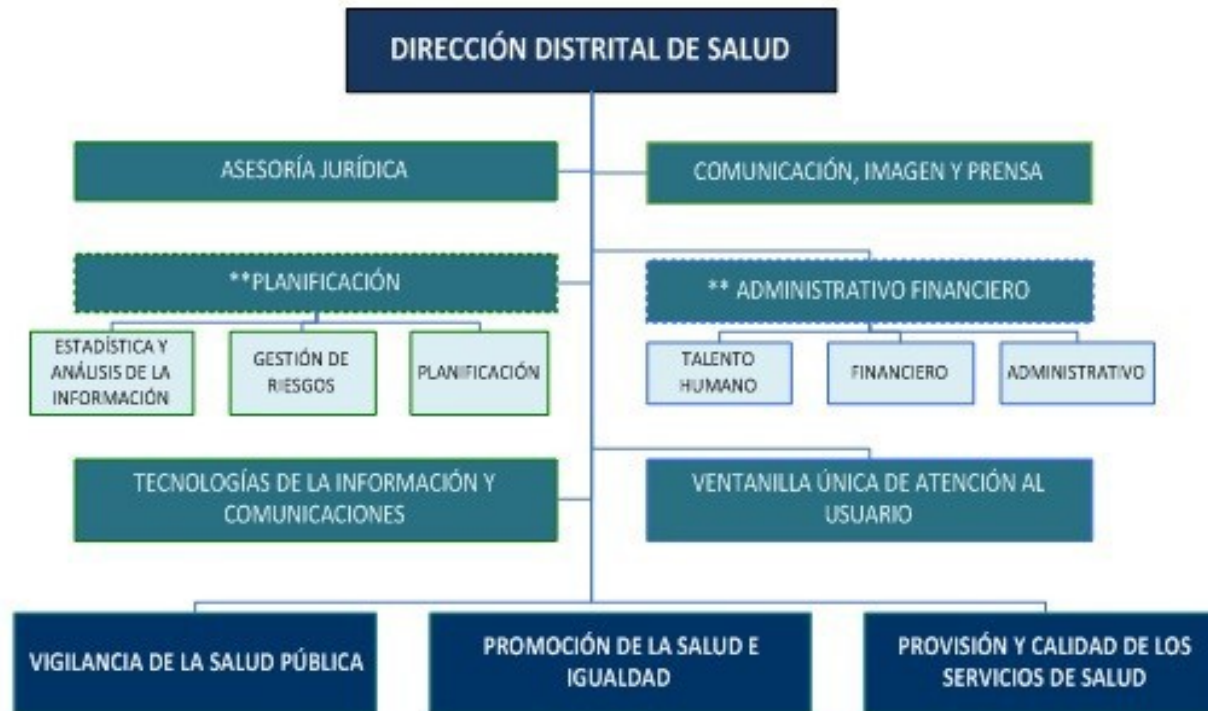 DIRECCIÓN DISTRITAL DE SALUD
ASESORÍA JURÍDICA
COMUNICACIÓN, IMAGEN Y PRENSA
**PLANIFICACIÓN
** ADMINISTRATIVO FINANCIERO
ESTADÍSTICA Y
ANÁLISIS DE LA
INFORMACIÓN
GESTIÓN DE
RIESGOS
PLANIFICACIÓN
TALENTO
HUMANO
FINANCIERO
ADMINISTRATIVO
TECNOLOGÍAS DE LA INFORMACIÓN Y
COMUNICACIONES
VENTANILLA ÚNICA DE ATENCIÓN AL
USUARIO
VIGILANCIA DE LA SALUD PÚBLICA
PROMOCIÓN DE LA SALUD E
IGUALDAD
PROVISIÓN Y CALIDAD DE LOS
SERVICIOS DE SALUD